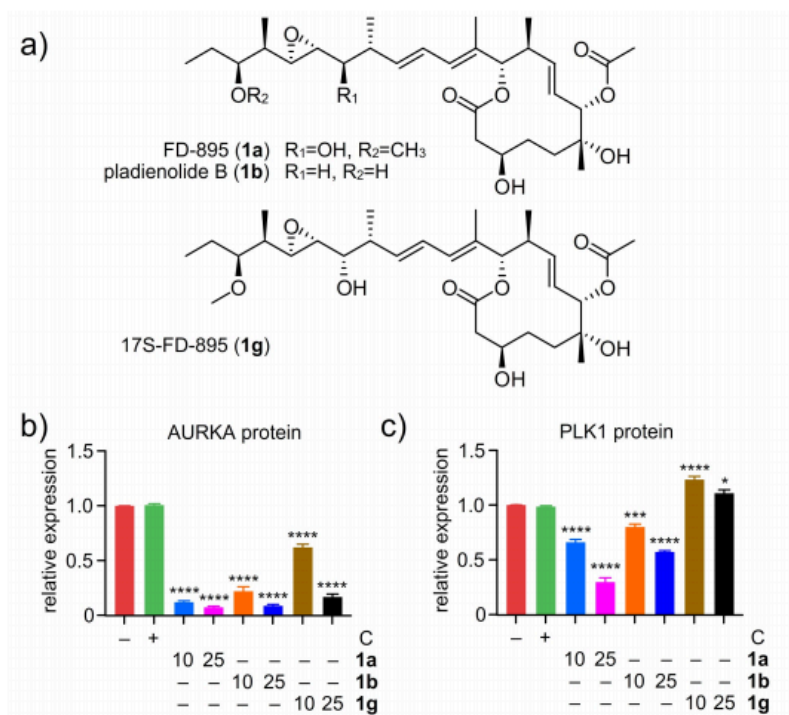 a)
O
OR₂
R₁
O
O
O
O
OH
OH
FD-895 (1a) R₁=OH, R₂=CH₃
pladienolide B (1b) R₁=H, R₂=H
O
O
OH
O
O
O
O
OH
OH
17S-FD-895 (1g)
b)
AURKA protein
relative expression
1.5
1.0
0.5
0
**** **** **** **** **** ****
– + C
10 25 – – – – 1a
– – 10 25 – – 1b
– – – – 10 25 1g
c)
PLK1 protein
relative expression
1.5
1.0
0.5
0
**** **** *** **** **** *
– + C
10 25 – – – – 1a
– – 10 25 – – 1b
– – – – 10 25 1g